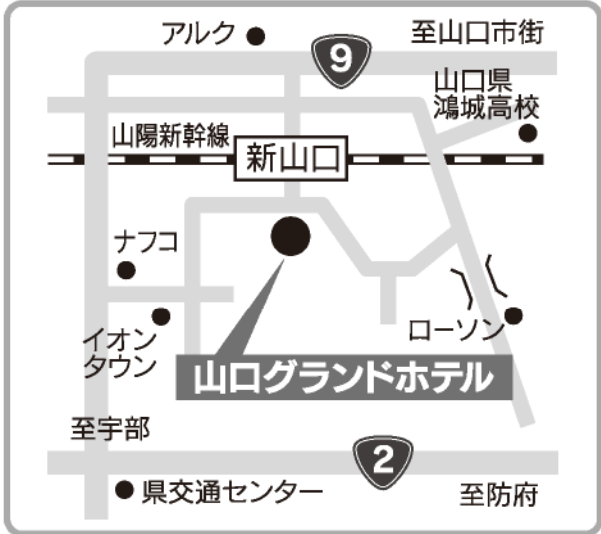 アルク
9
至山口市街
山口県
鴻城高校
山陽新幹線
新山口
ナフコ
イオン
タウン
ローソン
山口グランドホテル
至宇部
2
県交通センター
至防府